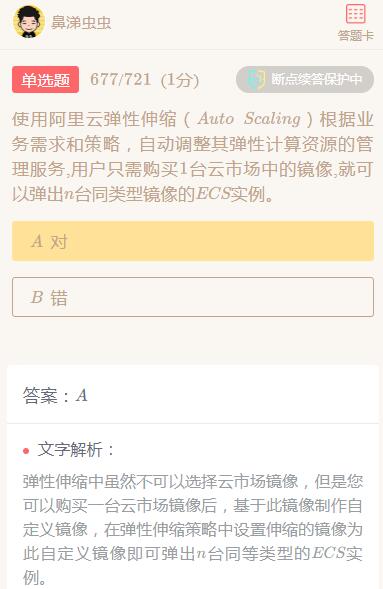 鼻涕虫虫
答题卡
单选题 677/721 (1分) 断点续答保护中
使用阿里云弹性伸缩（Auto Scaling）根据业
务需求和策略，自动调整其弹性计算资源的管
理服务,用户只需购买1台云市场中的镜像,就可
以弹出n台同类型镜像的ECS实例。
A 对
B 错
答案：A
文字解析：
弹性伸缩中虽然不可以选择云市场镜像，但是您
可以购买一台云市场镜像后，基于此镜像制作自
定义镜像，在弹性伸缩策略中设置伸缩的镜像为
此自定义镜像即可弹出n台同等类型的ECS实
例。